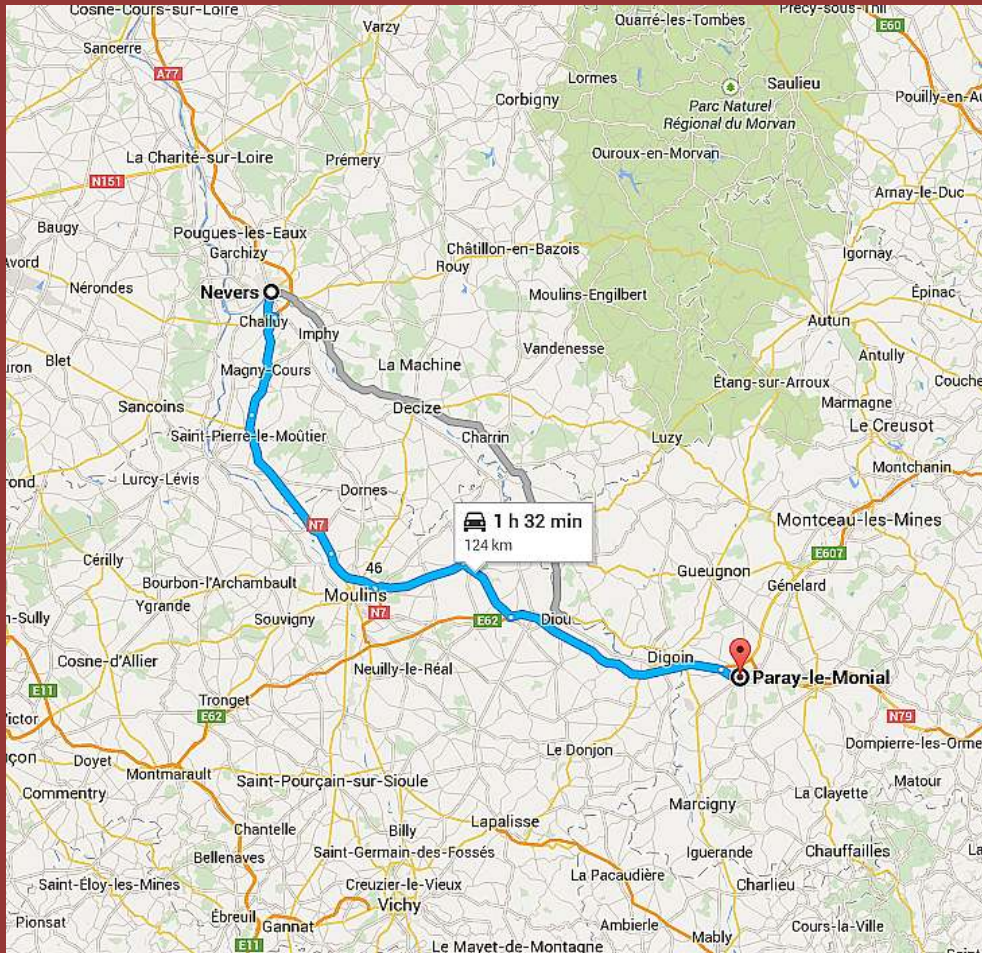 Cosne-Cours-sur-Loire
Quarré-les-Tombes
Précy-sous-Thil
E60
Varzy
Sancerre
A77
Lormes
Saulieu
Corbigny
Parc Naturel
Régional du Morvan
Pouilly-en-Au
La Charité-sur-Loire
Prémery
Ouroux-en-Morvan
N151
Arnay-le-Duc
Baugy
Pougues-les-Eaux
Garchizy
Châtillon-en-Bazois
Igornay
Avord
Rouy
Nérondes
Nevers
Moulins-Engilbert
Épinac
Challuy
Imphy
Autun
Vandenesse
Antully
Blet
Magny-Cours
La Machine
Étang-sur-Arroux
Couche
Marmagne
Sancoins
Decize
Le Creusot
Saint-Pierre-le-Moûtier
Charrin
Luzy
Montchanin
Lurcy-Lévis
Dornes
N7
1 h 32 min
124 km
Montceau-les-Mines
Cérilly
E607
46
Gueugnon
Génelard
Bourbon-l'Archambault
Moulins
Ygrande
N7
Souvigny
E62
Diou
n-Sully
Cosne-d'Allier
Neuilly-le-Réal
Digoin
Paray-le-Monial
E11
Tronget
E62
N79
Victor
Dompierre-les-Orme
Le Donjon
Doyet
Montmarault
Saint-Pourçain-sur-Sioule
Matour
Commentry
La Clayette
Marcigny
Chantelle
Billy
Lapalisse
Bellenaves
Saint-Germain-des-Fossés
Iguerande
Chauffailles
La Pacaudière
Saint-Éloy-les-Mines
Creuzier-le-Vieux
Charlieu
Vichy
Pionsat
Ébreuil
Gannat
Ambierle
Cours-la-Ville
Mably
E11
Le Mayet-de-Montagne